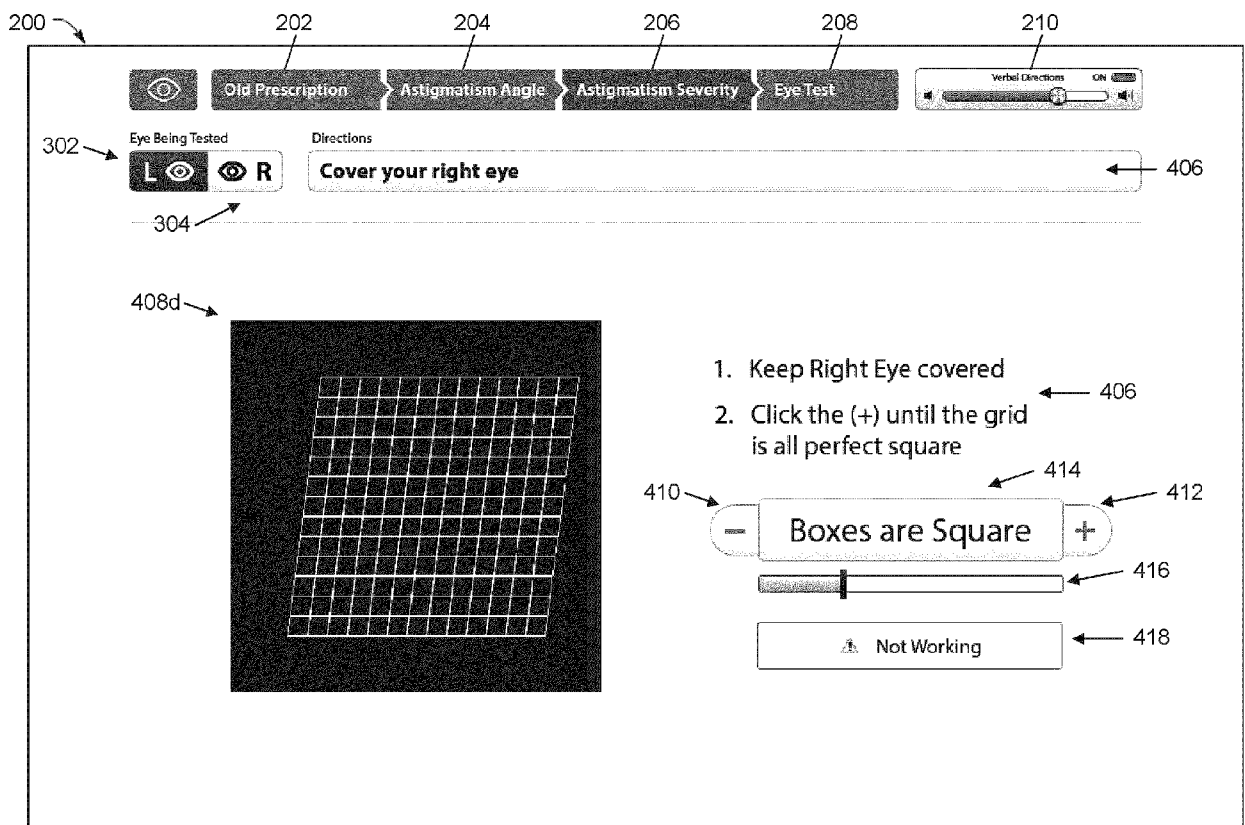 200
202
204
206
208
210
Old Prescription
Astigmatism Angle
Astigmatism Severity
Eye Test
Verbal Directions ON
Eye Being Tested
Directions
302
L R
Cover your right eye
406
304
408d
1. Keep Right Eye covered
406
2. Click the (+) until the grid
is all perfect square
414
410
412
− Boxes are Square +
416
Not Working
418